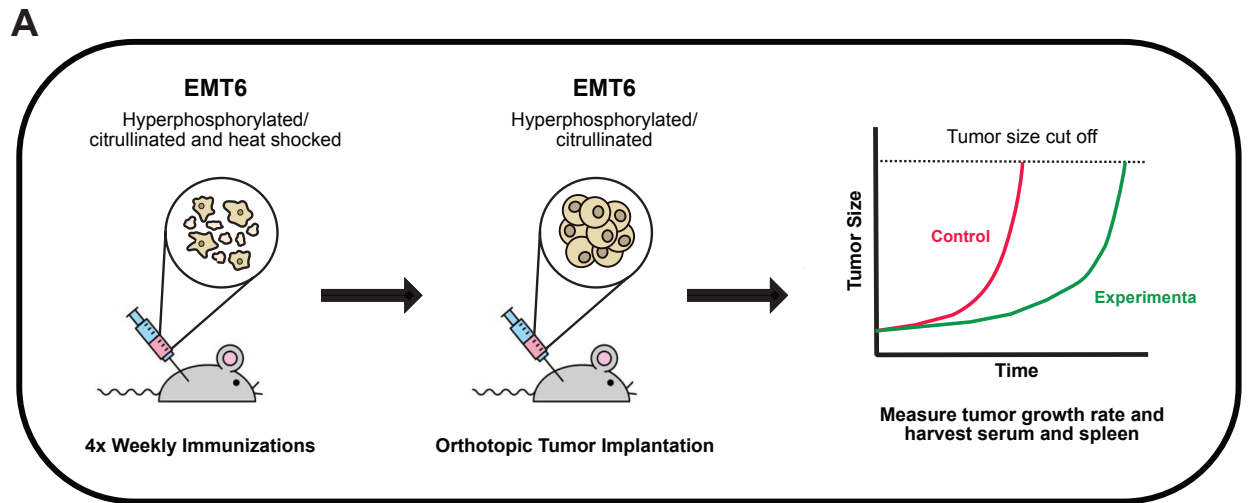 A
EMT6
Hyperphosphorylated/
citrullinated and heat shocked
4x Weekly Immunizations
EMT6
Hyperphosphorylated/
citrullinated
Orthotopic Tumor Implantation
Tumor size cut off
Tumor Size
Control
Experimenta
Time
Measure tumor growth rate and
harvest serum and spleen